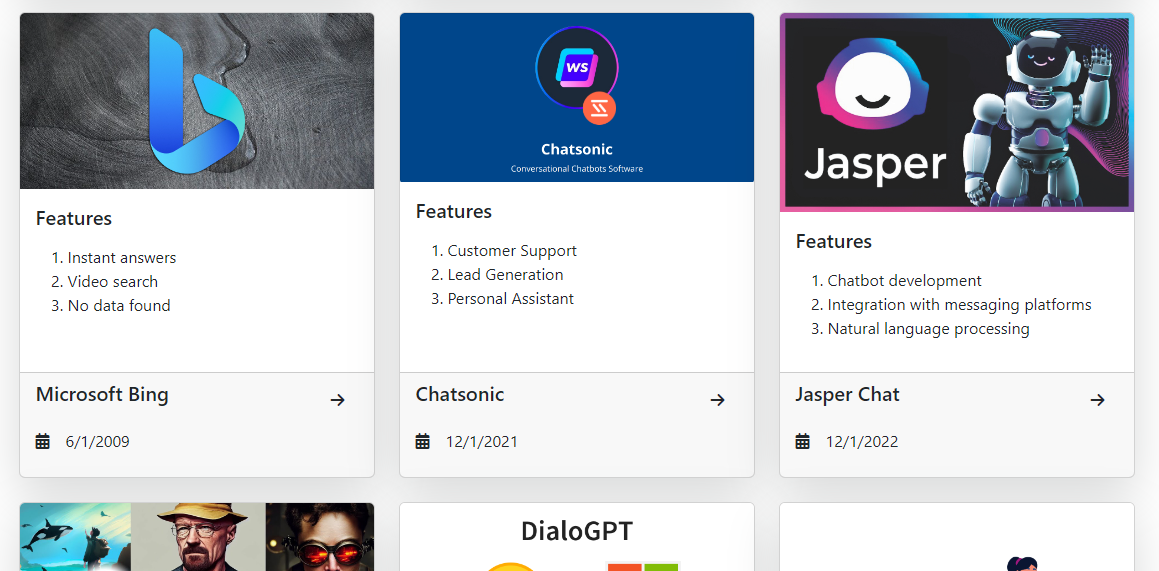 WS
Chatsonic
Conversational Chatbots Software
Jasper
Features
1. Instant answers
2. Video search
3. No data found
Microsoft Bing
6/1/2009
Features
1. Customer Support
2. Lead Generation
3. Personal Assistant
Chatsonic
12/1/2021
Features
1. Chatbot development
2. Integration with messaging platforms
3. Natural language processing
Jasper Chat
12/1/2022
DialoGPT